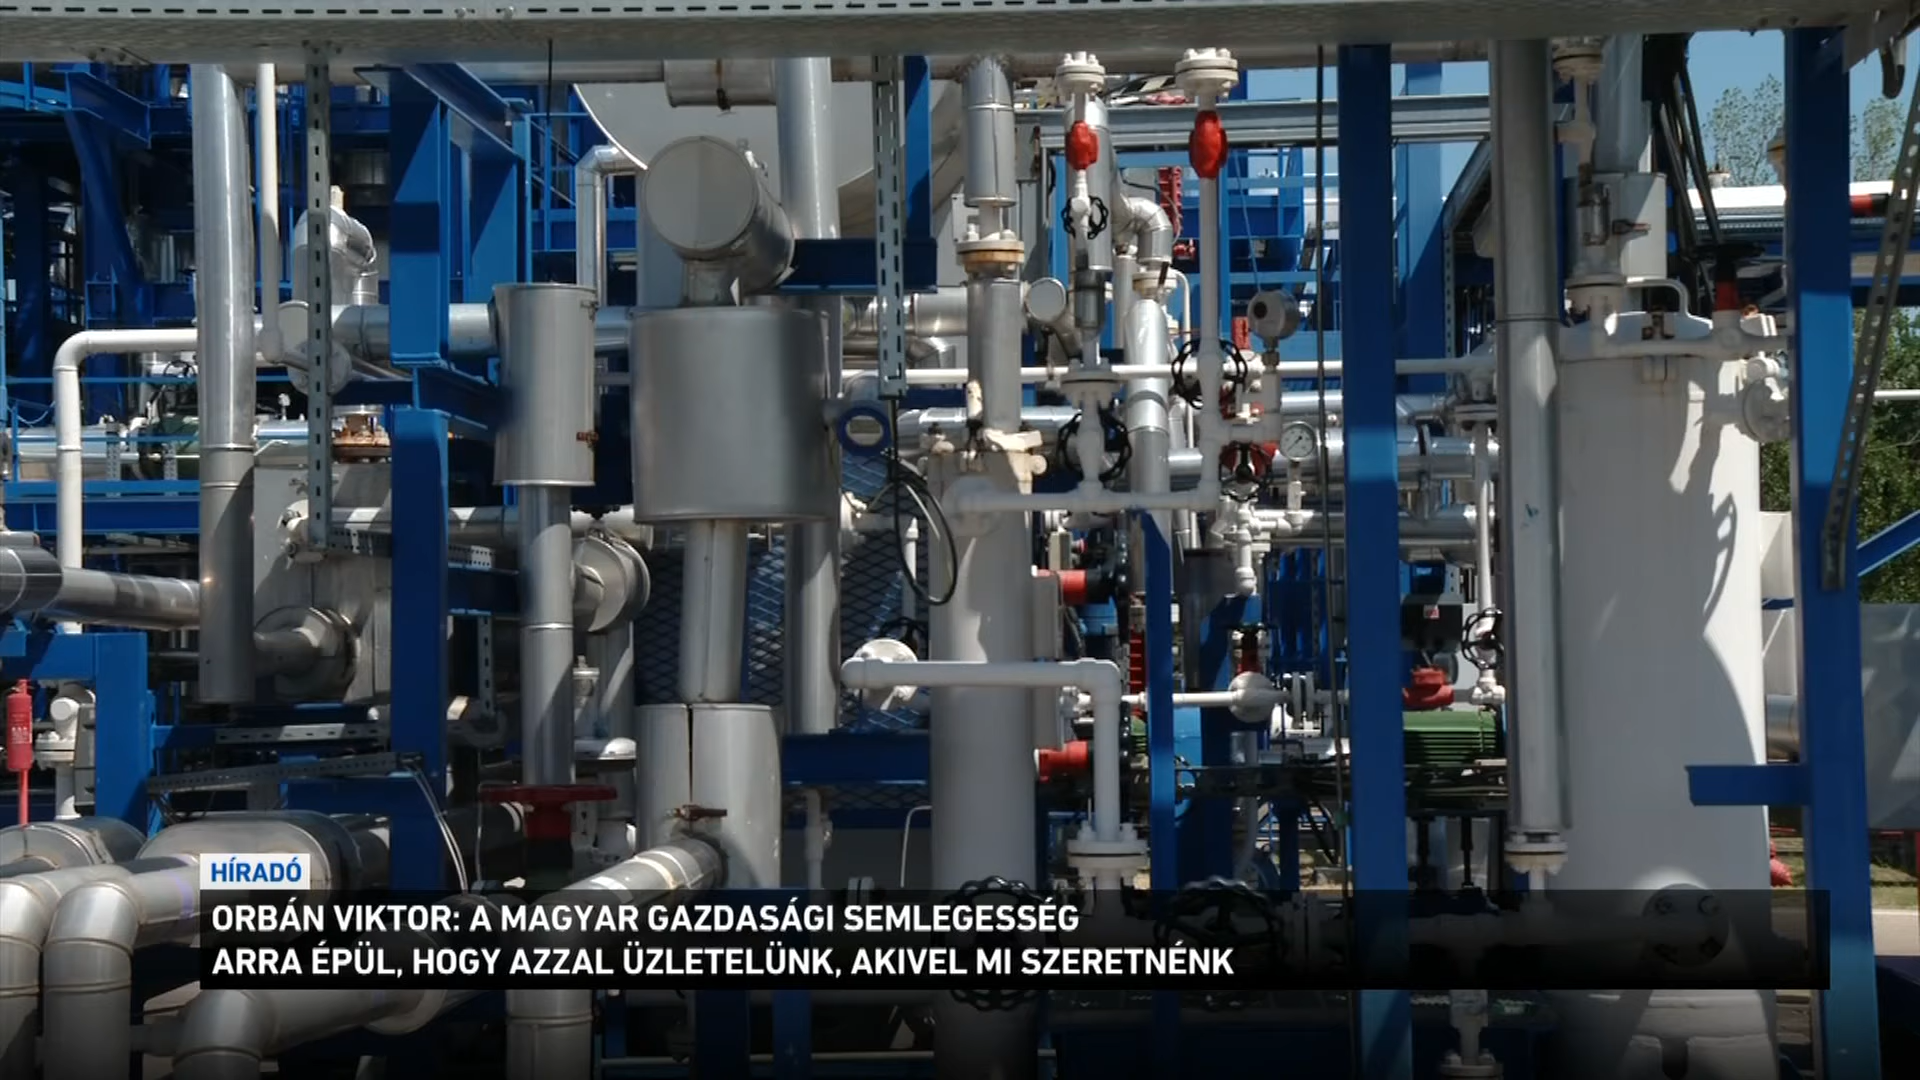 HÍRADÓ
ORBÁN VIKTOR: A MAGYAR GAZDASÁGI SEMLEGESSÉG
ARRA ÉPÜL, HOGY AZZAL ÜZLETELÜNK, AKIVEL MI SZERETNÉNK